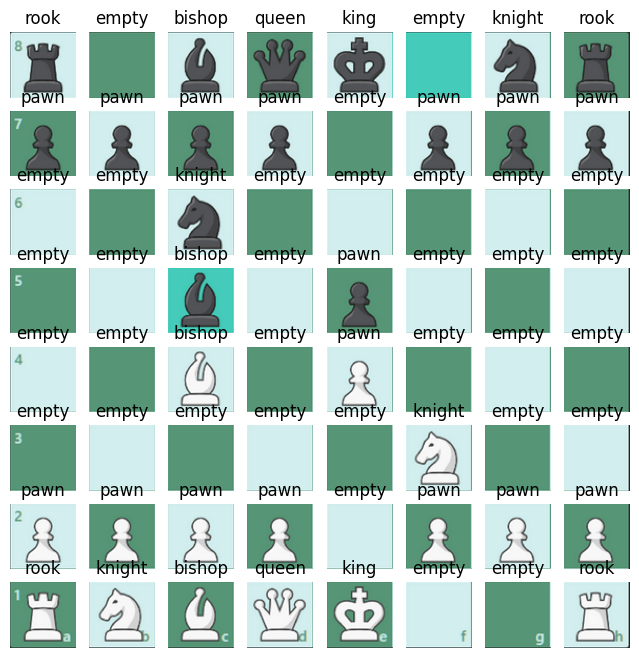 rook empty bishop queen king empty knight rook
8
pawn pawn pawn pawn empty pawn pawn pawn
7
empty empty knight empty empty empty empty empty
6
empty empty bishop empty pawn empty empty empty
5
empty empty bishop empty pawn empty empty empty
4
empty empty empty empty empty knight empty empty
3
pawn pawn pawn pawn empty pawn pawn pawn
2
rook knight bishop queen king empty empty rook
1
a b c d e f g h